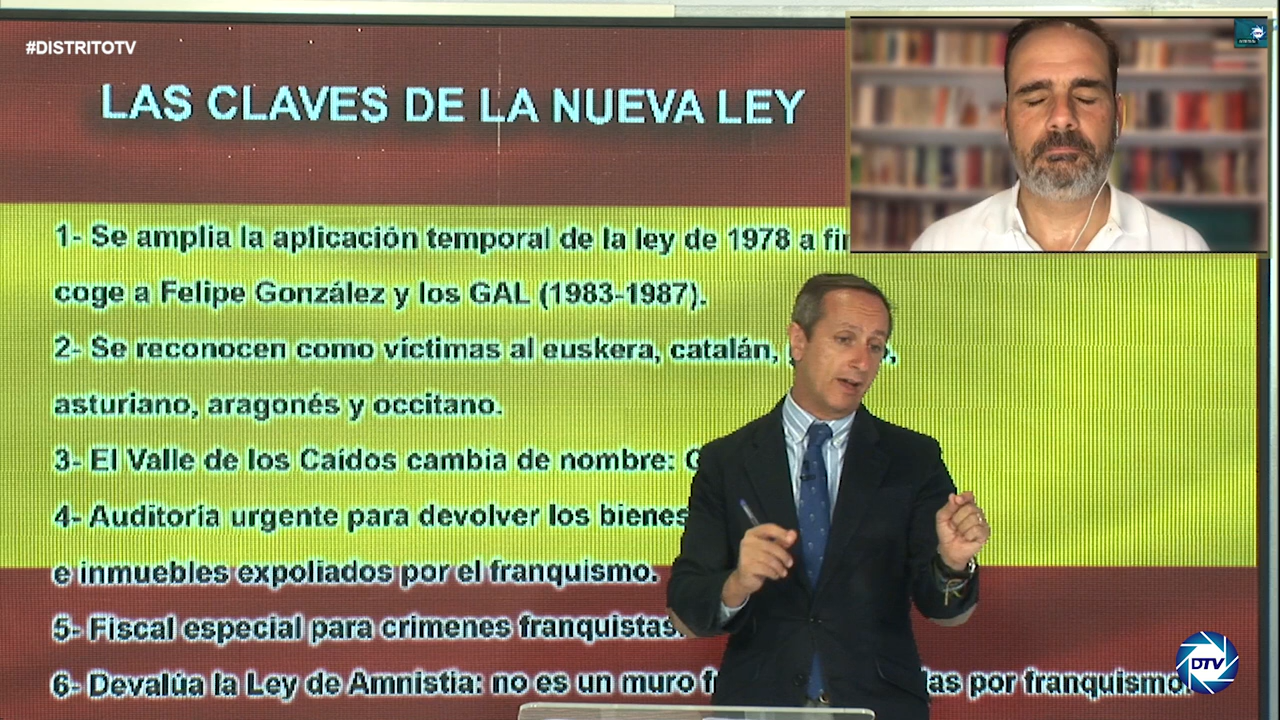 #DISTRITOTV
LAS CLAVES DE LA NUEVA LEY
1- Se amplia la aplicación temporal de la ley de 1978 a
coge a Felipe González y los GAL (1983-1987).
2- Se reconocen como víctimas al euskera, catalán,
asturiano, aragonés y occitano.
3- El Valle de los Caídos cambia de nombre:
4- Auditoría urgente para devolver los bienes
e inmuebles expoliados por el franquismo.
5- Fiscal especial para crimenes franquistas.
6- Devalúa la Ley de Amnistia: no es un muro por franquismo.
DTV